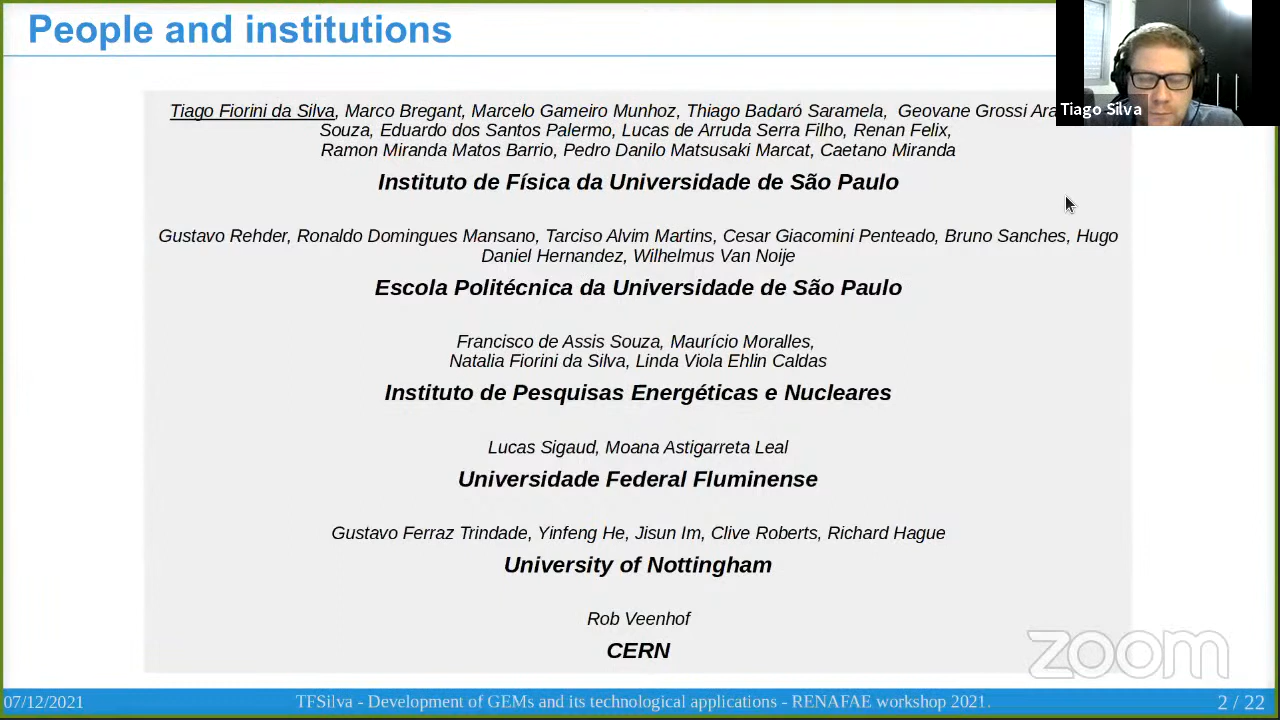 People and institutions
Tiago Silva
Tiago Fiorini da Silva, Marco Bregant, Marcelo Gameiro Munhoz, Thiago Badaró Saramela, Geovane Grossi
Souza, Eduardo dos Santos Palermo, Lucas de Arruda Serra Filho, Renan Felix,
Ramon Miranda Matos Barrio, Pedro Danilo Matsusaki Marcat, Caetano Miranda
Instituto de Física da Universidade de São Paulo
Gustavo Rehder, Ronaldo Domingues Mansano, Tarciso Alvim Martins, Cesar Giacomini Penteado, Bruno Sanches, Hugo
Daniel Hernandez, Wilhelmus Van Noije
Escola Politécnica da Universidade de São Paulo
Francisco de Assis Souza, Maurício Moralles,
Natalia Fiorini da Silva, Linda Viola Ehlin Caldas
Instituto de Pesquisas Energéticas e Nucleares
Lucas Sigaud, Moana Astigarreta Leal
Universidade Federal Fluminense
Gustavo Ferraz Trindade, Yinfeng He, Jisun Im, Clive Roberts, Richard Hague
University of Nottingham
Rob Veenhof
CERN
zoom
07/12/2021
TFSilva - Development of GEMs and its technological applications - RENAFAE workshop 2021.
2 / 22